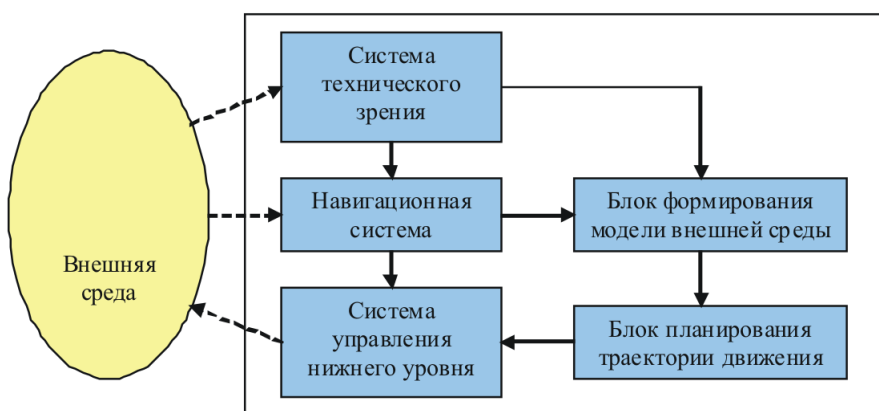 Система
технического
зрения
Навигационная
система
Блок формирования
модели внешней среды
Внешняя
среда
Система
управления
нижнего уровня
Блок планирования
траектории движения